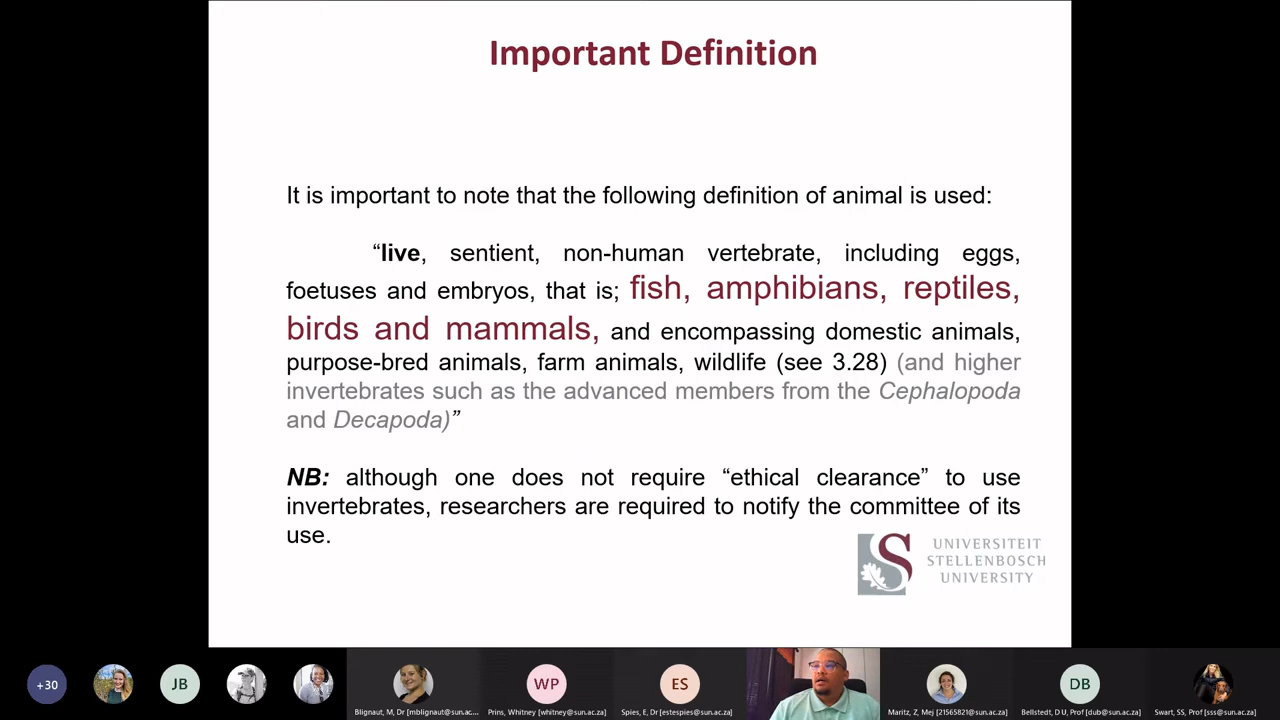 Important Definition
It is important to note that the following definition of animal is used:
“live, sentient, non-human vertebrate, including eggs,
foetuses and embryos, that is; fish, amphibians, reptiles,
birds and mammals, and encompassing domestic animals,
purpose-bred animals, farm animals, wildlife (see 3.28) (and higher
invertebrates such as the advanced members from the Cephalopoda
and Decapoda)”
NB: although one does not require “ethical clearance” to use
invertebrates, researchers are required to notify the committee of its
use.
UNIVERSITEIT
STELLENBOSCH
UNIVERSITY
+30
JB
WP
ES
DB
Blignaut, M, Dr [mblignaut@sun.ac....
Prins, Whitney [whitney@sun.ac.za]
Spies, E, Dr [estespies@sun.ac.za]
Maritz, Z, Mej [21565821@sun.ac.za]
Bellstedt, D U, Prof [dub@sun.ac.za]
Swart, SS, Prof [sss@sun.ac.za]